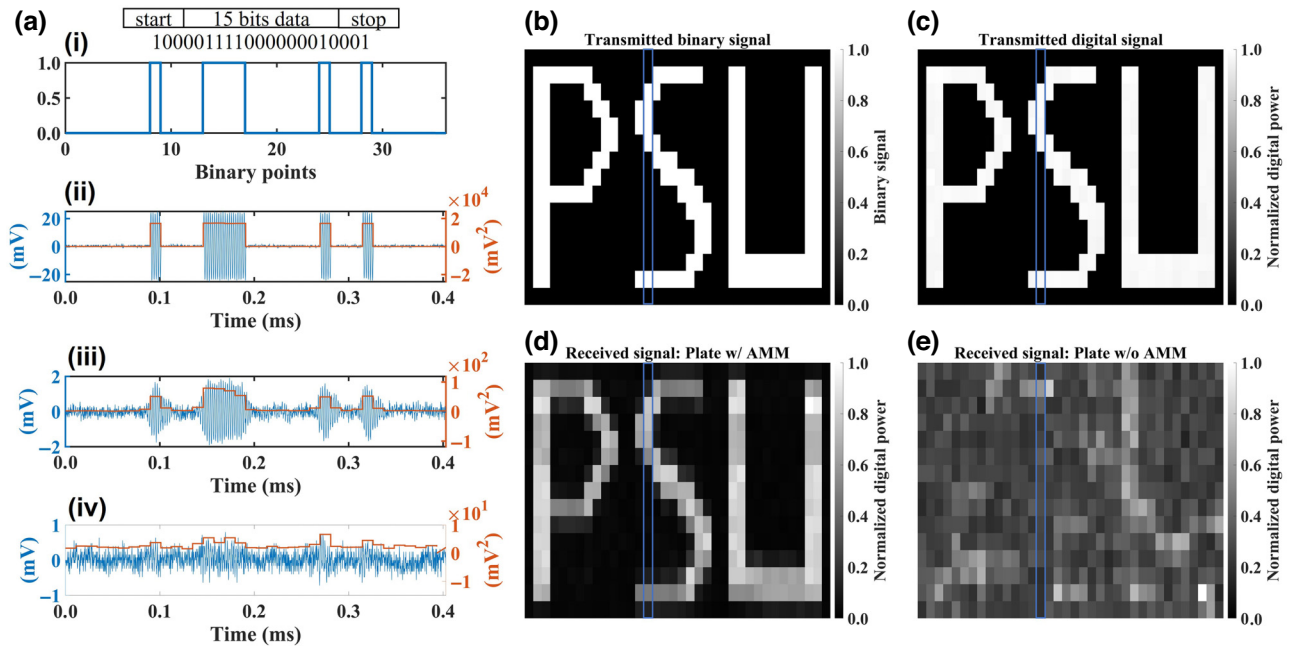 (a)
start 15 bits data stop
(i)
10000111100000010001
1.0
0.5
0.0
0 10 20 30
Binary points
(ii)
20
0
−20
(mV)
×10⁴
2
0
−2
(mV²)
0.0 0.1 0.2 0.3 0.4
Time (ms)
(iii)
2
0
−2
(mV)
×10²
1
0
−1
(mV²)
0.0 0.1 0.2 0.3 0.4
Time (ms)
(iv)
1
0
−1
(mV)
×10¹
1
0
−1
(mV²)
0.0 0.1 0.2 0.3 0.4
Time (ms)
(b)
Transmitted binary signal
PSU
1.0
0.8
0.6
0.4
0.2
0.0
Binary signal
(c)
Transmitted digital signal
PSU
1.0
0.8
0.6
0.4
0.2
0.0
Normalized digital power
(d)
Received signal: Plate w/ AMM
PSU
1.0
0.8
0.6
0.4
0.2
0.0
Normalized digital power
(e)
Received signal: Plate w/o AMM
1.0
0.8
0.6
0.4
0.2
0.0
Normalized digital power